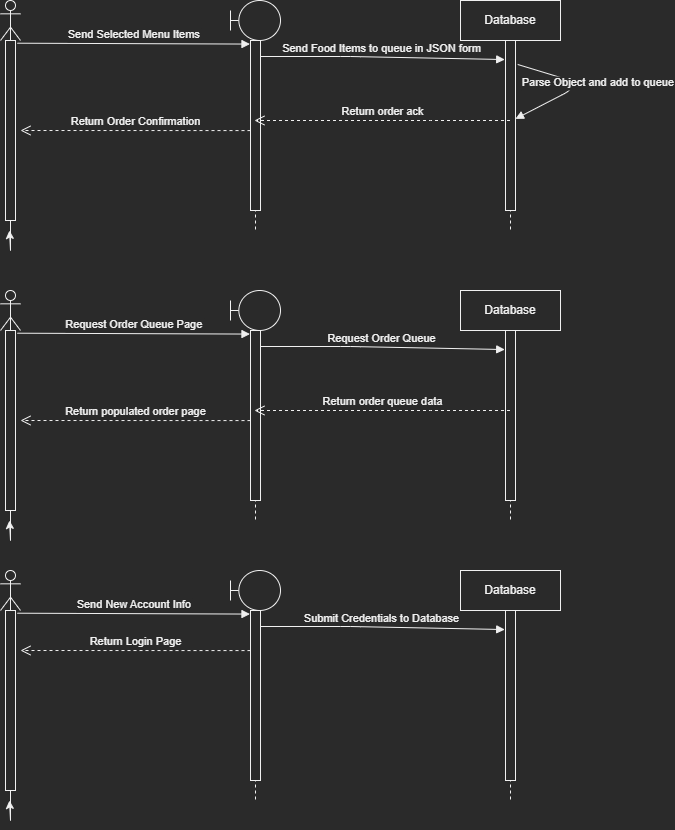 Database
Send Selected Menu Items
Send Food Items to queue in JSON form
Parse Object and add to queue
Return order ack
Return Order Confirmation
Database
Request Order Queue Page
Request Order Queue
Return order queue data
Return populated order page
Database
Send New Account Info
Submit Credentials to Database
Return Login Page